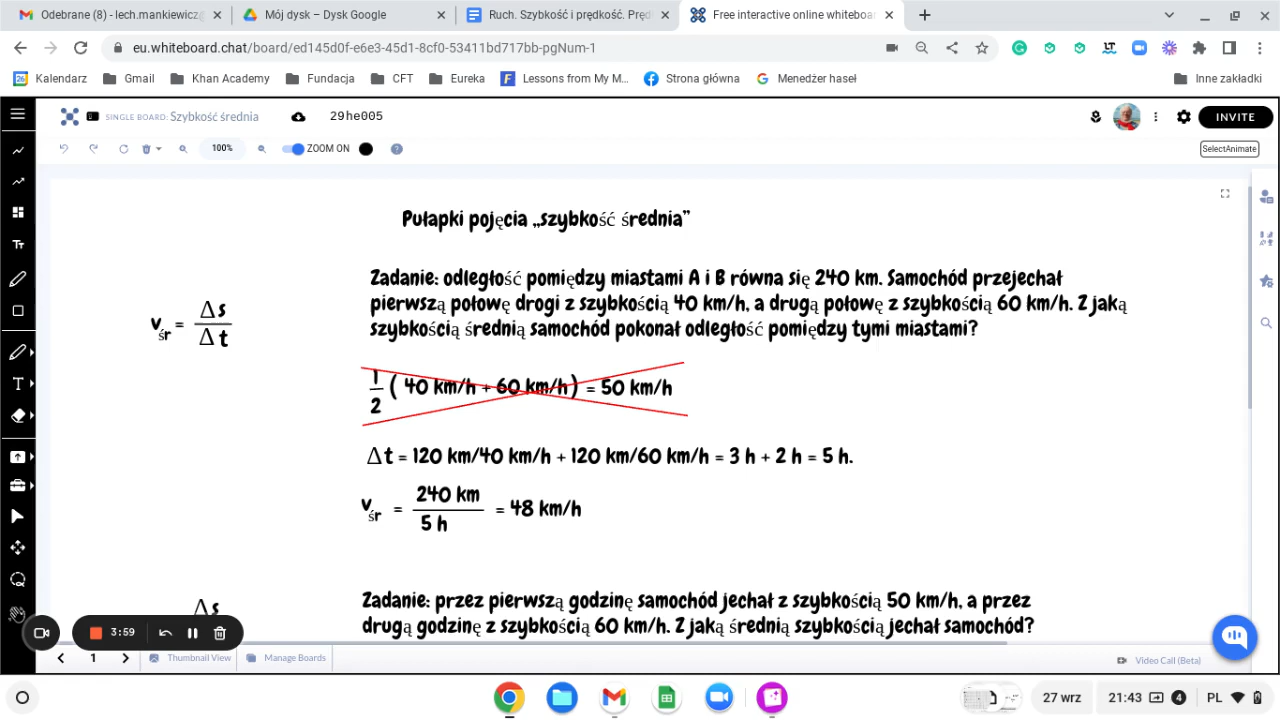 Odebrane (8) - lech.mankiewicz@
Mój dysk – Dysk Google
Ruch. Szybkość i prędkość. Pręd
Free interactive online whiteboar
eu.whiteboard.chat/board/ed145d0f-e6e3-45d1-8cf0-53411bd717bb-pgNum-1
Kalendarz
Gmail
Khan Academy
Fundacja
CFT
Eureka
Lessons from My M...
Strona główna
Menedżer haseł
Inne zakładki
SINGLE BOARD: Szybkość średnia
29he005
INVITE
100%
ZOOM ON
SelectAnimate
Pułapki pojęcia „szybkość średnia”
Zadanie: odległość pomiędzy miastami A i B równa się 240 km. Samochód przejechał
pierwszą połowę drogi z szybkością 40 km/h, a drugą połowę z szybkością 60 km/h. Z jaką
szybkością średnią samochód pokonał odległość pomiędzy tymi miastami?
v śr = Δ s / Δ t
1/2 ( 40 km/h + 60 km/h ) = 50 km/h
Δ t = 120 km/40 km/h + 120 km/60 km/h = 3 h + 2 h = 5 h.
v śr = 240 km / 5 h = 48 km/h
Δ s
Zadanie: przez pierwszą godzinę samochód jechał z szybkością 50 km/h, a przez
drugą godzinę z szybkością 60 km/h. Z jaką średnią szybkością jechał samochód?
3:59
1
Thumbnail View
Manage Boards
Video Call (Beta)
27 wrz
21:43
4
PL